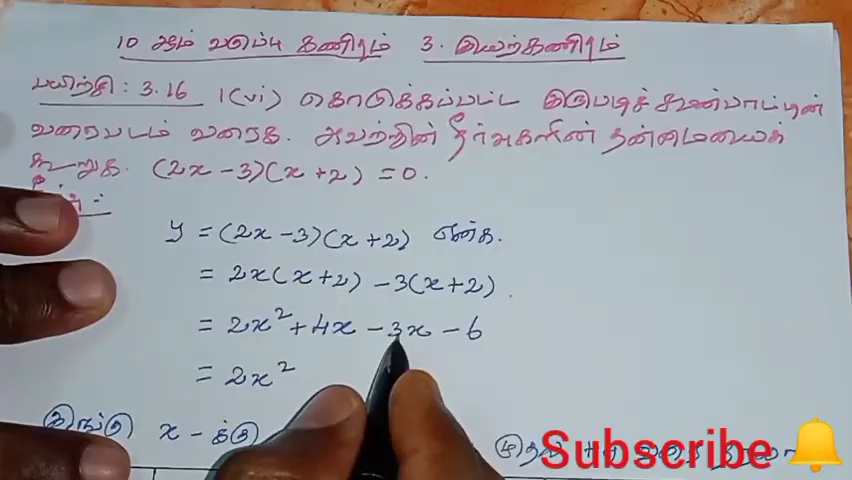 10 ஆம் வகுப்பு கணிதம் 3. இயற்கணிதம்
பயிற்சி: 3.16 1(vi) கொடுக்கப்பட்ட இருபடிச் சமன்பாட்டின்
வரைபடம் வரைக. அவற்றின் தீர்வுகளின் தன்மையைக்
கூறுக. (2x - 3)(x + 2) = 0.
y = (2x - 3)(x + 2) என்க.
= 2x(x + 2) - 3(x + 2)
= 2x² + 4x - 3x - 6
= 2x²
இங்கு x - க்கு
Subscribe